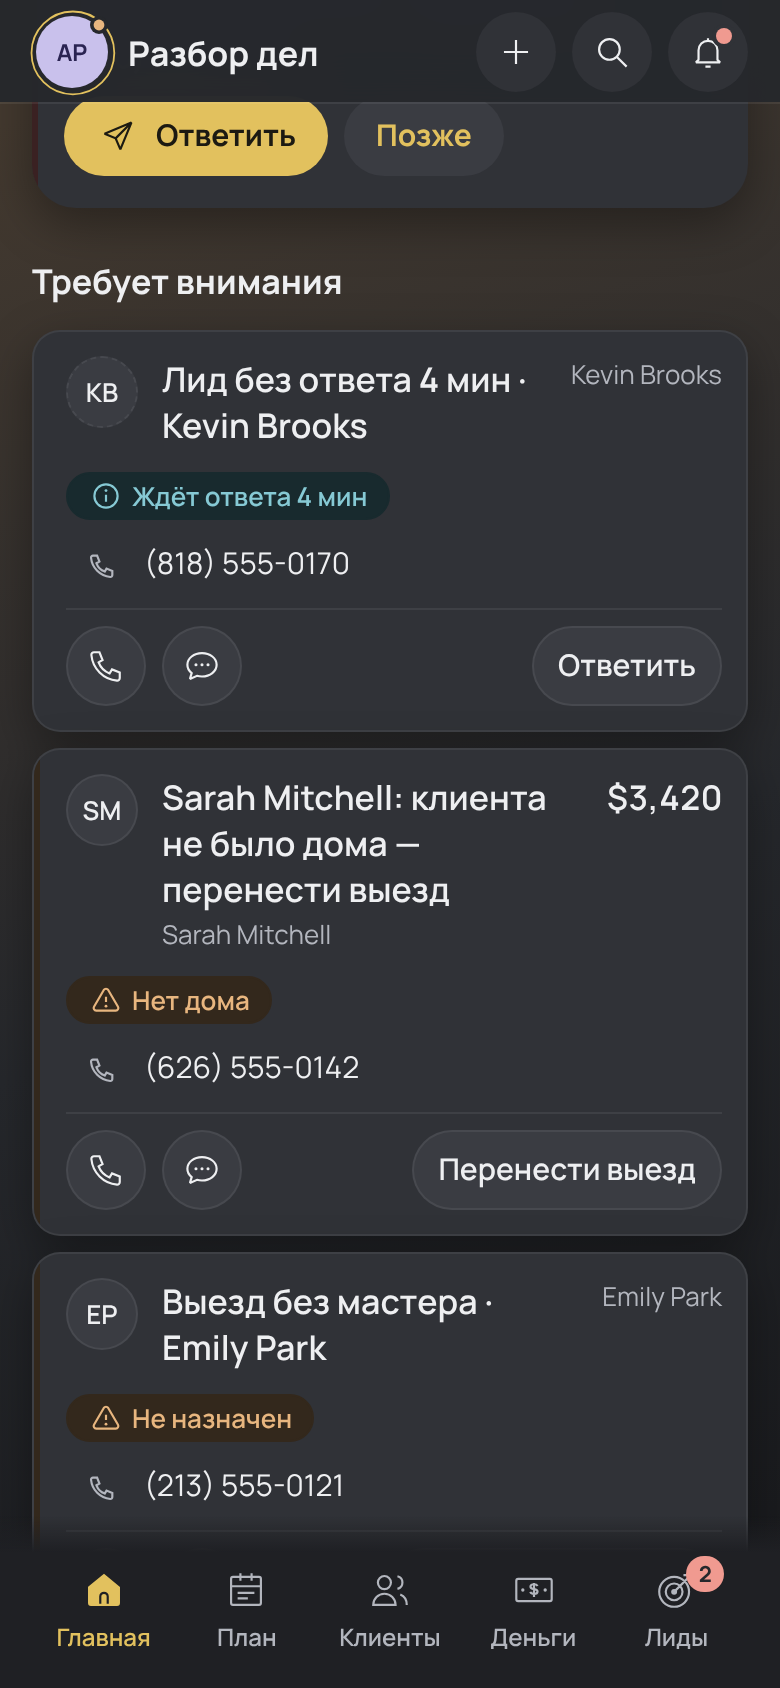 AP
Разбор дел
Ответить
Позже
Требует внимания
KB
Лид без ответа 4 мин ·
Kevin Brooks
Kevin Brooks
Ждёт ответа 4 мин
(818) 555-0170
Ответить
SM
Sarah Mitchell: клиента
не было дома —
перенести выезд
$3,420
Sarah Mitchell
Нет дома
(626) 555-0142
Перенести выезд
EP
Выезд без мастера ·
Emily Park
Emily Park
Не назначен
(213) 555-0121
2
Главная
План
Клиенты
Деньги
Лиды